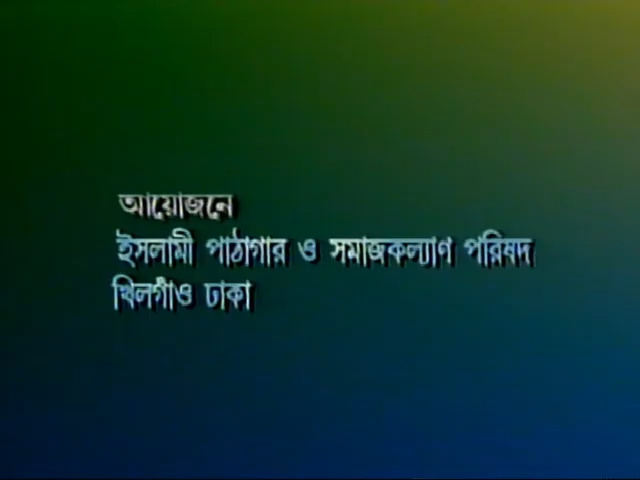 আয়োজনে
ইসলামী পাঠাগার ও সমাজকল্যাণ পরিষদ
খিলগাঁও ঢাকা